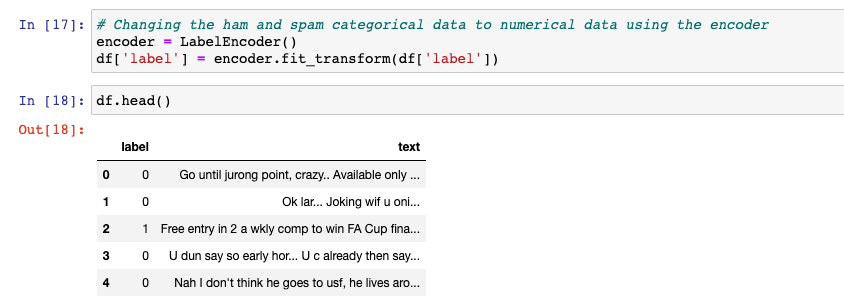 In [17]: # Changing the ham and spam categorical data to numerical data using the encoder
encoder = LabelEncoder()
df['label'] = encoder.fit_transform(df['label'])
In [18]: df.head()
Out[18]:
label text
0 0 Go until jurong point, crazy.. Available only ...
1 0 Ok lar... Joking wif u oni...
2 1 Free entry in 2 a wkly comp to win FA Cup fina...
3 0 U dun say so early hor... U c already then say...
4 0 Nah I don't think he goes to usf, he lives aro...